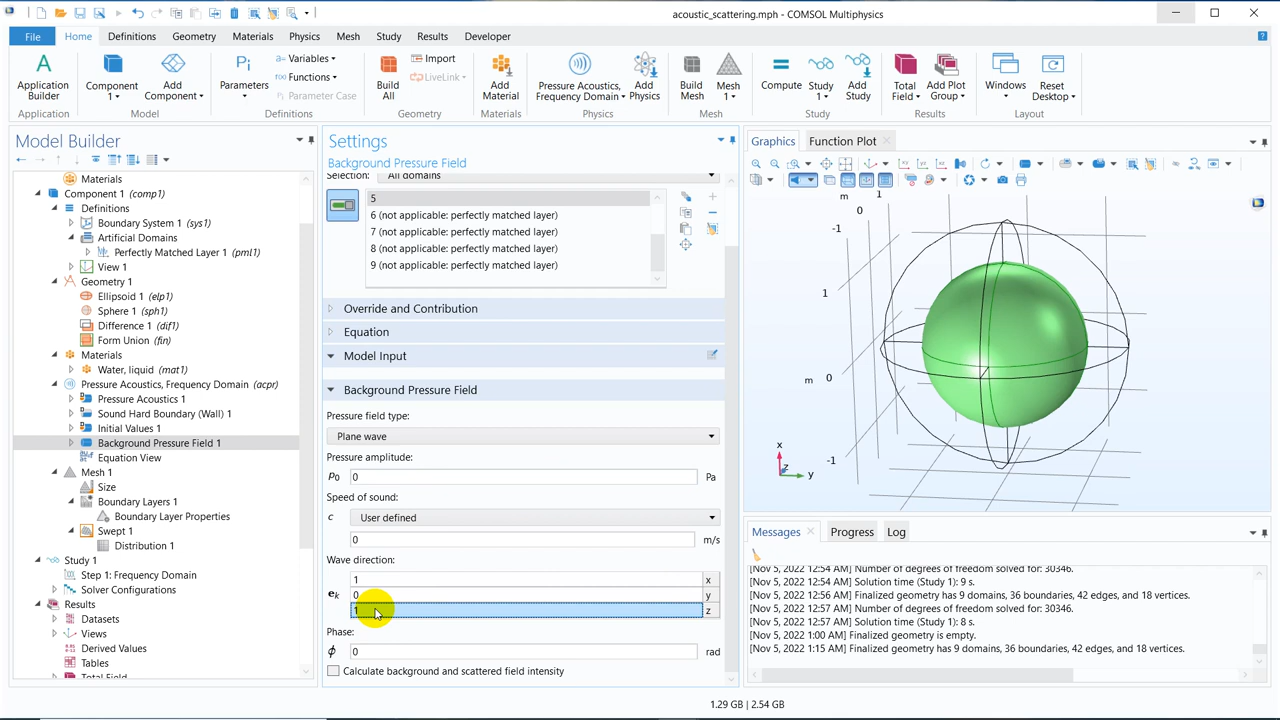 acoustic_scattering.mph - COMSOL Multiphysics
File Home Definitions Geometry Materials Physics Mesh Study Results Developer
A Pi a= Variables Import
f(x) Functions LiveLink
Application Builder Component 1 Add Component Parameters Parameter Case Build All Add Material Pressure Acoustics, Frequency Domain Add Physics Build Mesh Mesh 1 Compute Study 1 Add Study Total Field Add Plot Group Windows Reset Desktop
Application Model Definitions Geometry Materials Physics Mesh Study Results Layout
Model Builder
Materials
Component 1 (comp1)
Definitions
Boundary System 1 (sys1)
Artificial Domains
Perfectly Matched Layer 1 (pml1)
View 1
Geometry 1
Ellipsoid 1 (elp1)
Sphere 1 (sph1)
Difference 1 (dif1)
Form Union (fin)
Materials
Water, liquid (mat1)
Pressure Acoustics, Frequency Domain (acpr)
Pressure Acoustics 1
Sound Hard Boundary (Wall) 1
Initial Values 1
Background Pressure Field 1
Equation View
Mesh 1
Size
Boundary Layers 1
Boundary Layer Properties
Swept 1
Distribution 1
Study 1
Step 1: Frequency Domain
Solver Configurations
Results
Datasets
Views
Derived Values
Tables
Total Field
Settings
Background Pressure Field
Selection: All domains
5
6 (not applicable: perfectly matched layer)
7 (not applicable: perfectly matched layer)
8 (not applicable: perfectly matched layer)
9 (not applicable: perfectly matched layer)
Override and Contribution
Equation
Model Input
Background Pressure Field
Pressure field type:
Plane wave
Pressure amplitude:
p0 0 Pa
Speed of sound:
c User defined
0 m/s
Wave direction:
1 x
ek 0 y
1 z
Phase:
ϕ 0 rad
Calculate background and scattered field intensity
Graphics Function Plot
m 1
0
-1
1
m 0
-1
x
z y
Messages Progress Log
[Nov 5, 2022 12:54 AM] Number of degrees of freedom solved for: 30346.
[Nov 5, 2022 12:54 AM] Solution time (Study 1): 9 s.
[Nov 5, 2022 12:56 AM] Finalized geometry has 9 domains, 36 boundaries, 42 edges, and 18 vertices.
[Nov 5, 2022 12:57 AM] Number of degrees of freedom solved for: 30346.
[Nov 5, 2022 12:57 AM] Solution time (Study 1): 8 s.
[Nov 5, 2022 1:00 AM] Finalized geometry is empty.
[Nov 5, 2022 1:15 AM] Finalized geometry has 9 domains, 36 boundaries, 42 edges, and 18 vertices.
1.29 GB | 2.54 GB